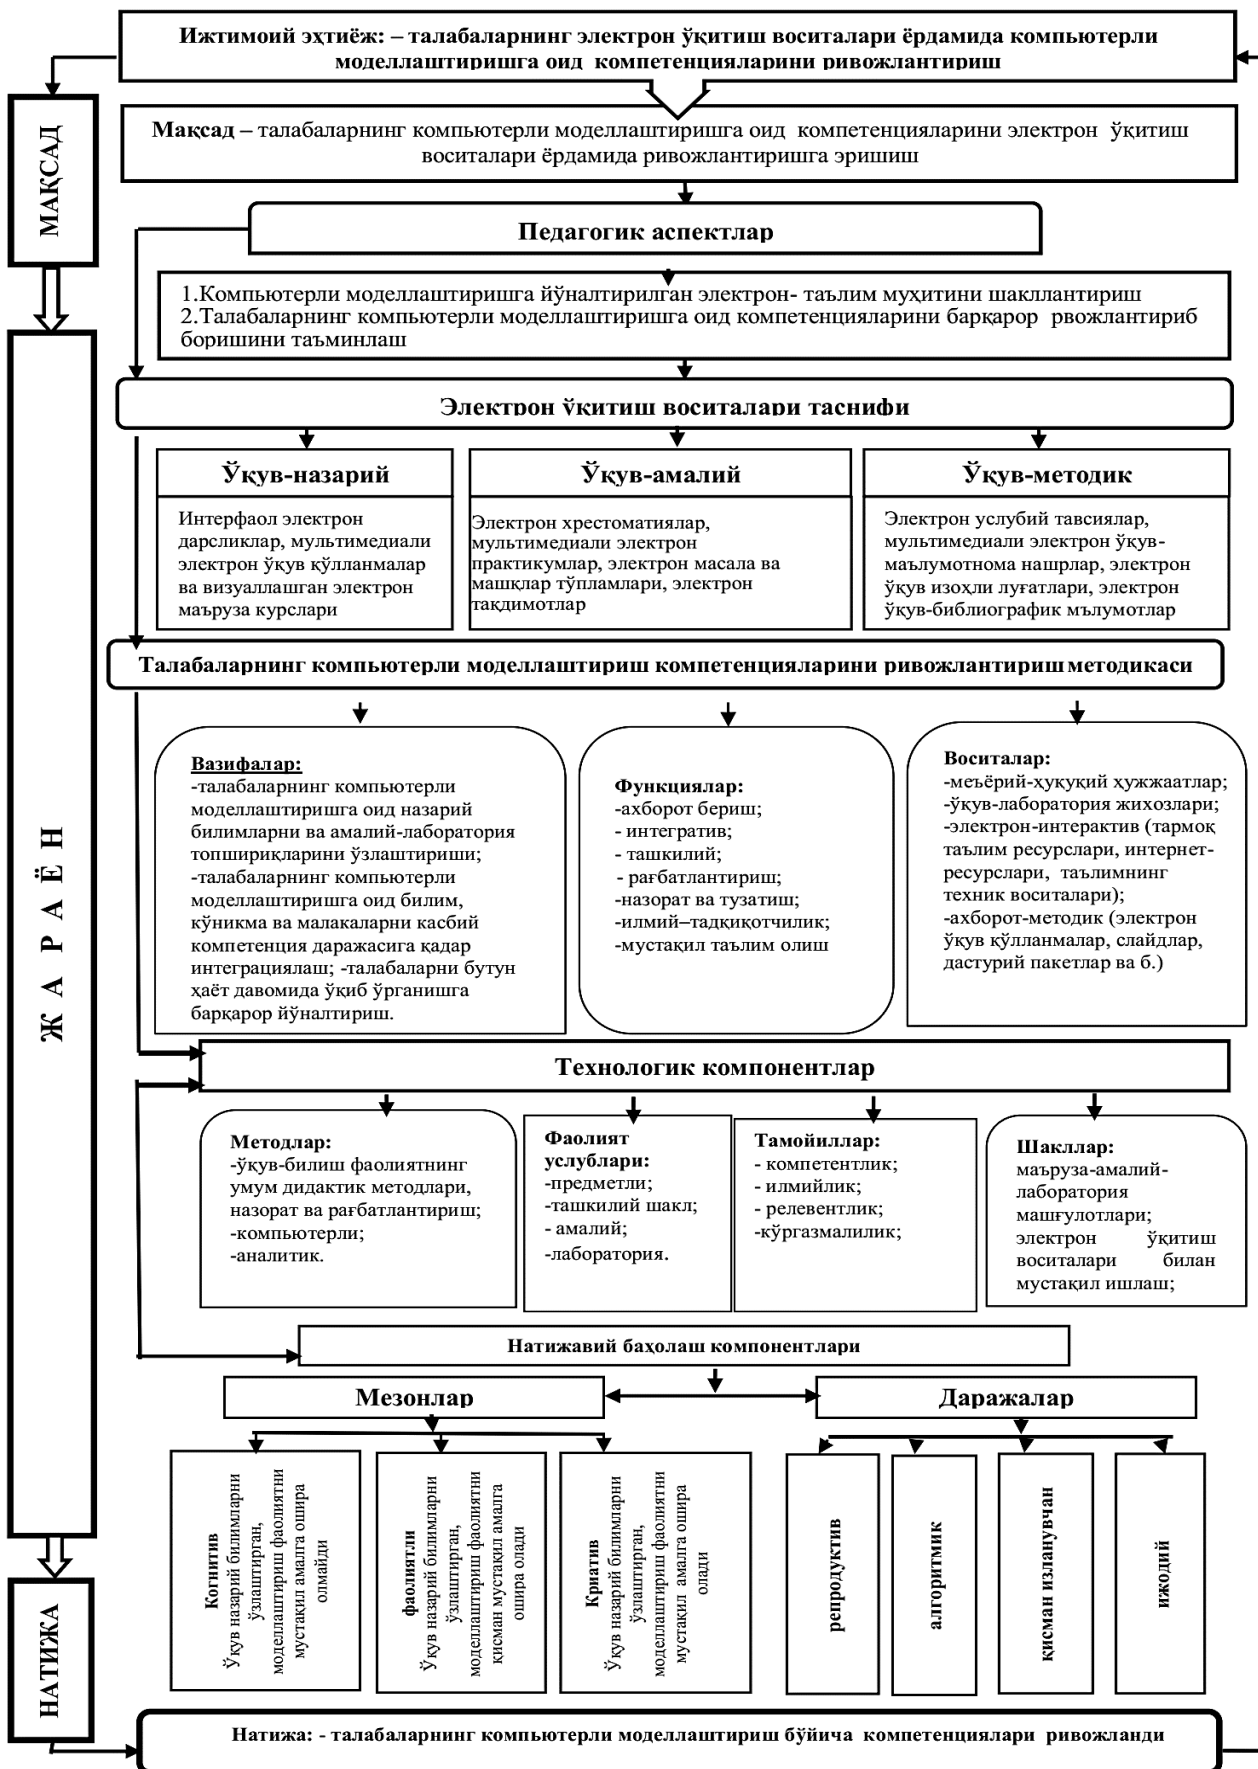 Ижтимоий эҳтиёж: – талабаларнинг электрон ўқитиш воситалари ёрдамида компьютерли
моделлаштиришга оид компетенцияларини ривожлантириш
МАҚСАД
Мақсад – талабаларнинг компьютерли моделлаштиришга оид компетенцияларини электрон ўқитиш
воситалари ёрдамида ривожлантиришга эришиш
Педагогик аспектлар
1.Компьютерли моделлаштиришга йўналтирилган электрон- таълим муҳитини шакллантириш
2.Талабаларнинг компьютерли моделлаштиришга оид компетенцияларини барқарор рвожлантириб
боришини таъминлаш
ЖАРАЁН
Электрон ўқитиш воситалари таснифи
Ўқув-назарий
Интерфаол электрон
дарсликлар, мультимедиали
электрон ўқув қўлланмалар
ва визуаллашган электрон
маъруза курслари
Ўқув-амалий
Электрон хрестоматиялар,
мультимедиали электрон
практикумлар, электрон масала ва
машқлар тўпламлари, электрон
тақдимотлар
Ўқув-методик
Электрон услубий тавсиялар,
мультимедиали электрон ўқув-
маълумотнома нашрлар, электрон
ўқув изоҳли луғатлари, электрон
ўқув-библиографик мълумотлар
Талабаларнинг компьютерли моделлаштириш компетенцияларини ривожлантириш методикаси
Вазифалар:
-талабаларнинг компьютерли
моделлаштиришга оид назарий
билимларни ва амалий-лаборатория
топшириқларини ўзлаштириши;
-талабаларнинг компьютерли
моделлаштиришга оид билим,
кўникма ва малакаларни касбий
компетенция даражасига қадар
интеграциялаш; -талабаларни бутун
ҳаёт давомида ўқиб ўрганишга
барқарор йўналтириш.
Функциялар:
-ахборот бериш;
- интегратив;
- ташкилий;
- рағбатлантириш;
-назорат ва тузатиш;
-илмий–тадқиқотчилик;
-мустақил таълим олиш
Воситалар:
-меъёрий-ҳуқуқий ҳужжаатлар;
-ўқув-лаборатория жихозлари;
-электрон-интерактив (тармоқ
таълим ресурслари, интернет-
ресурслари, таълимнинг
техник воситалари);
-ахборот-методик (электрон
ўқув қўлланмалар, слайдлар,
дастурий пакетлар ва б.)
Технологик компонентлар
Методлар:
-ўқув-билиш фаолиятнинг
умум дидактик методлари,
назорат ва рағбатлантириш;
-компьютерли;
-аналитик.
Фаолият
услублари:
-предметли;
-ташкилий шакл;
- амалий;
-лаборатория.
Тамойиллар:
- компетентлик;
- илмийлик;
- релевентлик;
-кўргазмалилик;
Шакллар:
маъруза-амалий-
лаборатория
машғулотлари;
электрон ўқитиш
воситалари билан
мустақил ишлаш;
Натижавий баҳолаш компонентлари
Мезонлар
Даражалар
Когнитив
Ўқув назарий билимларни
ўзлаштирган,
моделлаштириш фаолиятни
мустақил амалга ошира
олмайди
фаолиятли
Ўқув назарий билимларни
ўзлаштирган,
моделлаштириш фаолиятни
қисман мустақил амалга
ошира олади
Криатив
Ўқув назарий билимларни
ўзлаштирган,
моделлаштириш фаолиятни
мустақил амалга ошира
олади
репродуктив
алгоритмик
қисман изланувчан
ижодий
НАТИЖА
Натижа: - талабаларнинг компьютерли моделлаштириш бўйича компетенциялари ривожланди